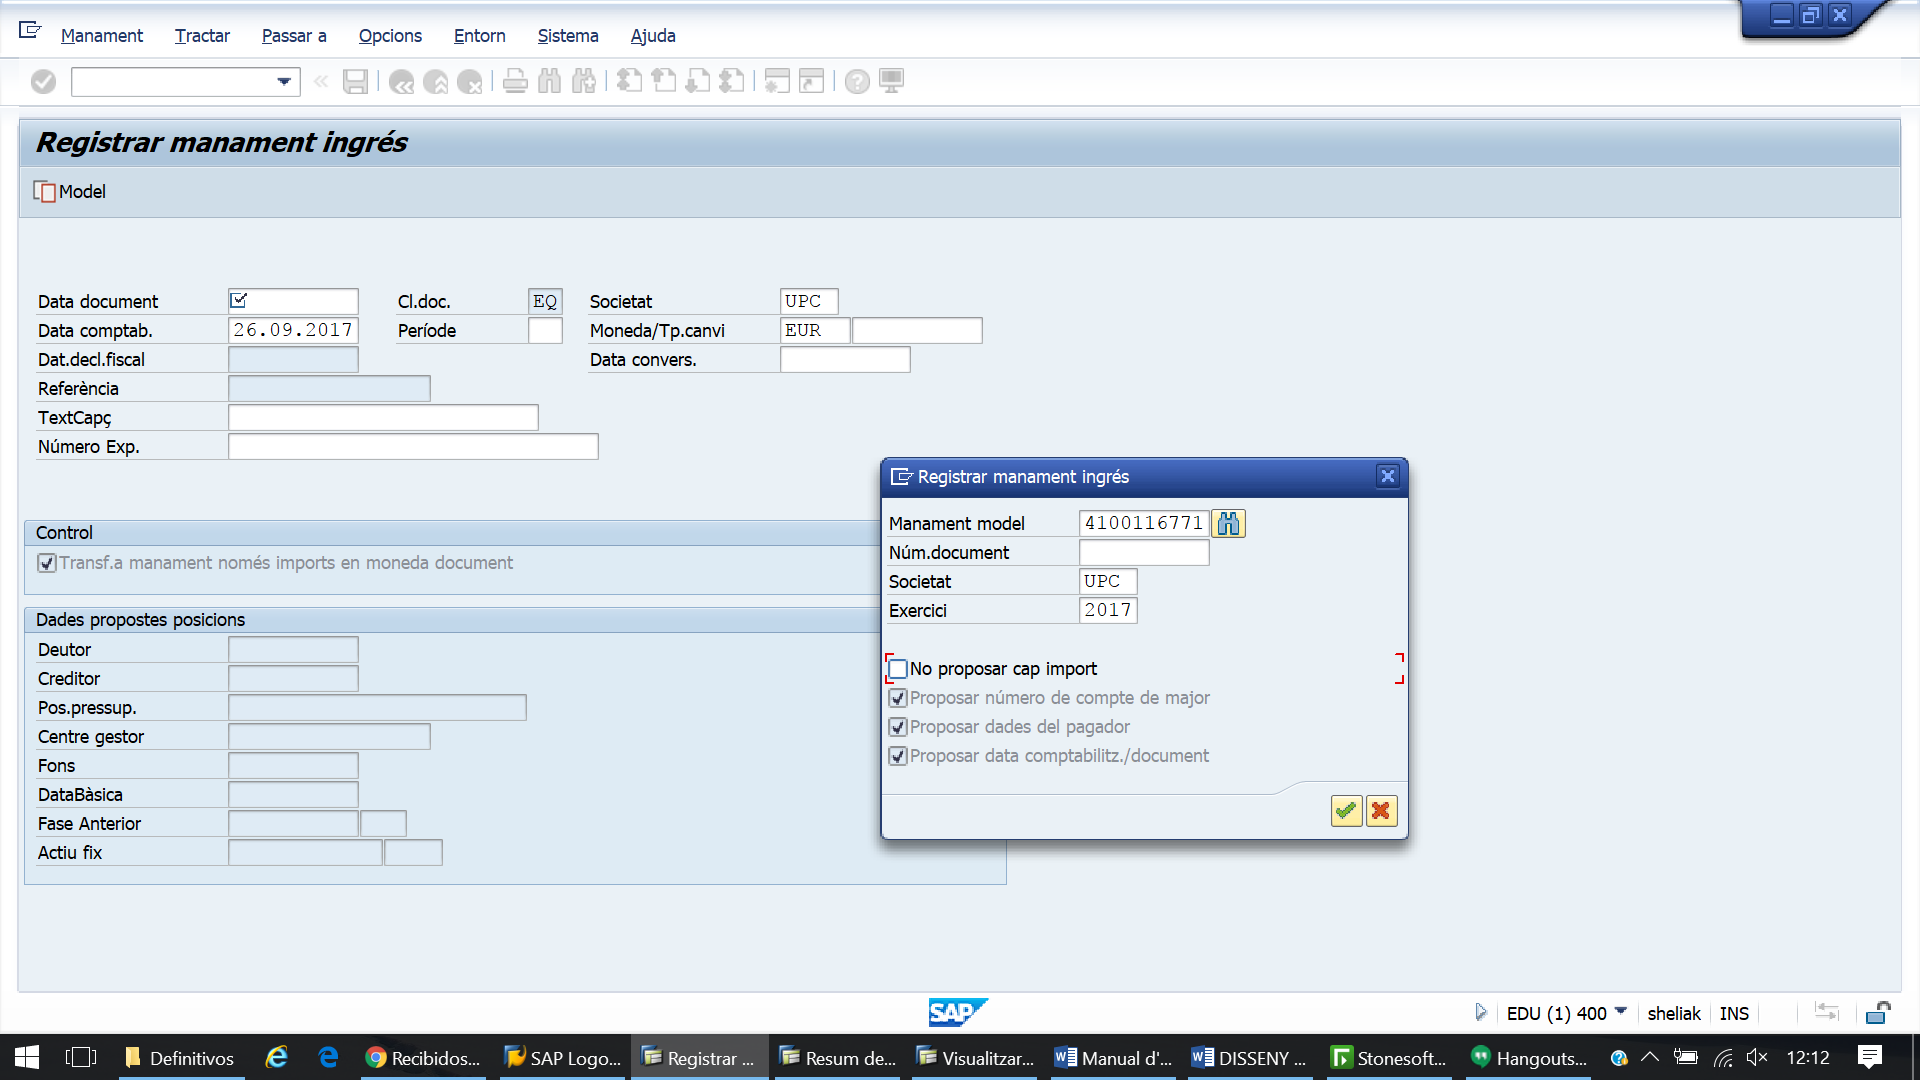 Manament Tractar Passar a Opcions Entorn Sistema Ajuda
Registrar manament ingrés
Model
Data document Cl.doc. EQ Societat UPC
Data comptab. 26.09.2017 Període Moneda/Tp.canvi EUR
Dat.decl.fiscal Data convers.
Referència
TextCapç
Número Exp.
Control
Transf.a manament només imports en moneda document
Dades propostes posicions
Deutor
Creditor
Pos.pressup.
Centre gestor
Fons
DataBàsica
Fase Anterior
Actiu fix
Registrar manament ingrés
Manament model 4100116771
Núm.document
Societat UPC
Exercici 2017
No proposar cap import
Proposar número de compte de major
Proposar dades del pagador
Proposar data comptabilitz./document
SAP
EDU (1) 400 sheliak INS
Definitivos Recibidos... SAP Logo... Registrar ... Resum de... Visualitzar... Manual d'... DISSENY ... Stonesoft... Hangouts... 12:12